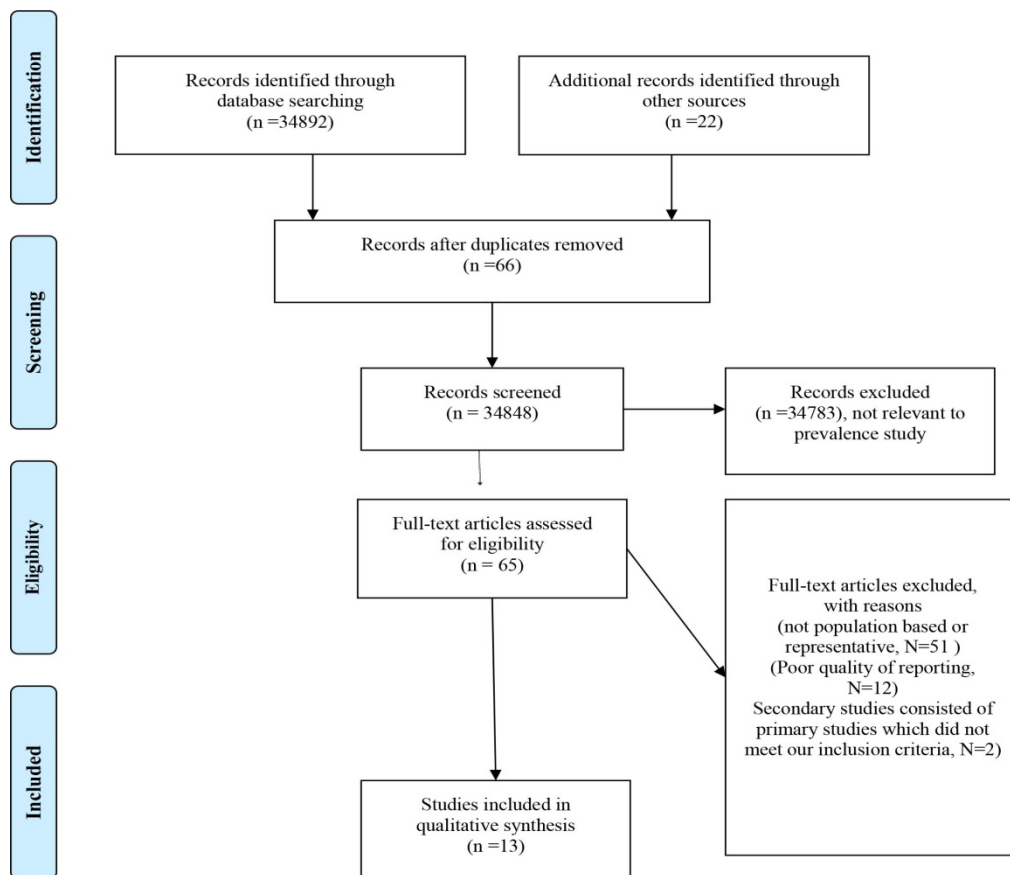 Identification
Records identified through
database searching
(n =34892)
Additional records identified through
other sources
(n =22)
Screening
Records after duplicates removed
(n =66)
Records screened
(n = 34848)
Records excluded
(n =34783), not relevant to
prevalence study
Eligibility
Full-text articles assessed
for eligibility
(n = 65)
Full-text articles excluded,
with reasons
(not population based or
representative, N=51 )
(Poor quality of reporting,
N=12)
Secondary studies consisted of
primary studies which did not
meet our inclusion criteria, N=2)
Included
Studies included in
qualitative synthesis
(n =13)